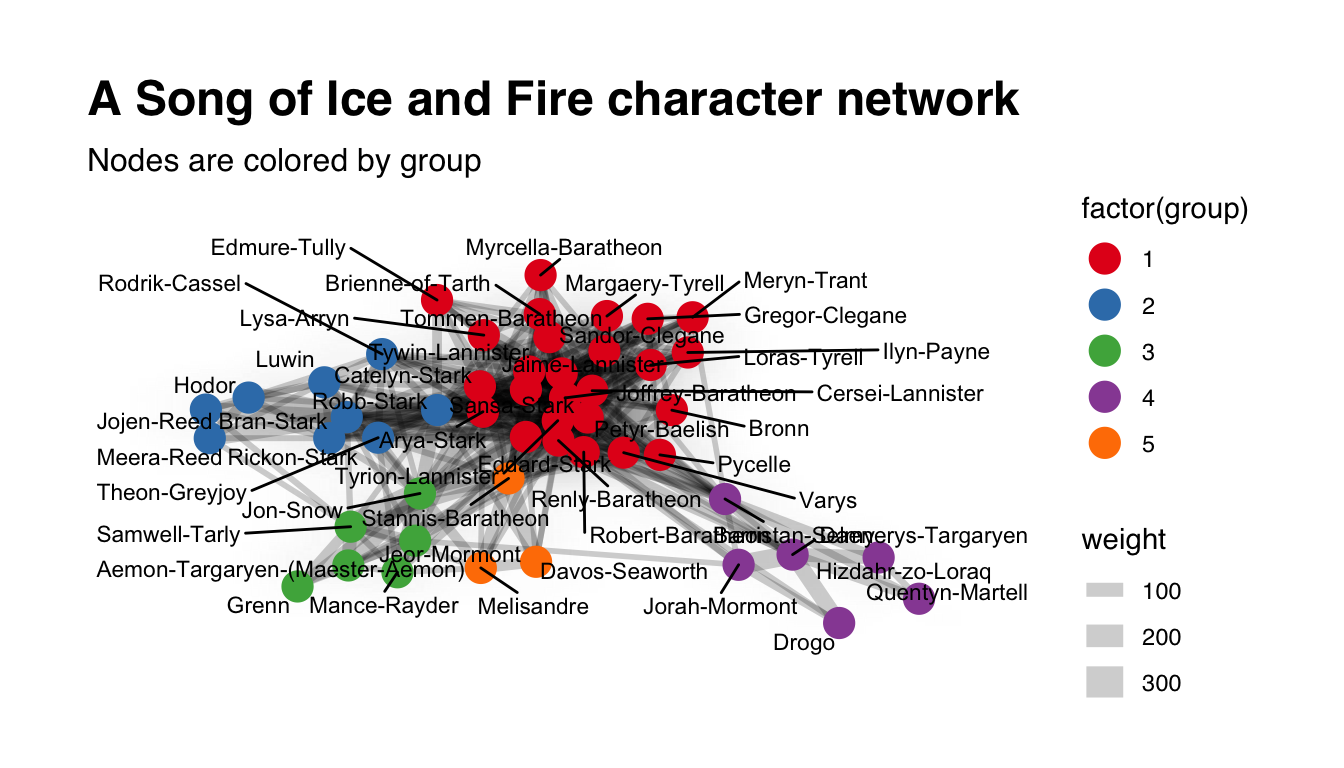 A Song of Ice and Fire character network
Nodes are colored by group
Edmure-Tully
Myrcella-Baratheon
Rodrik-Cassel
Brienne-of-Tarth
Margaery-Tyrell
Meryn-Trant
Lysa-Arryn
Tommen-Baratheon
Gregor-Clegane
Sandor-Clegane
Luwin
Tywin-Lannister
Jaime-Lannister
Loras-Tyrell
Ilyn-Payne
Hodor
Catelyn-Stark
Joffrey-Baratheon
Cersei-Lannister
Robb-Stark
Sansa-Stark
Jojen-Reed
Bran-Stark
Arya-Stark
Petyr-Baelish
Bronn
Meera-Reed
Rickon-Stark
Eddard-Stark
Pycelle
Theon-Greyjoy
Tyrion-Lannister
Renly-Baratheon
Varys
Jon-Snow
Stannis-Baratheon
Samwell-Tarly
Robert-Baratheon
Barristan-Selmy
Daenerys-Targaryen
Jeor-Mormont
Aemon-Targaryen-(Maester-Aemon)
Davos-Seaworth
Hizdahr-zo-Loraq
Quentyn-Martell
Grenn
Mance-Rayder
Melisandre
Jorah-Mormont
Drogo
factor(group)
1
2
3
4
5
weight
100
200
300